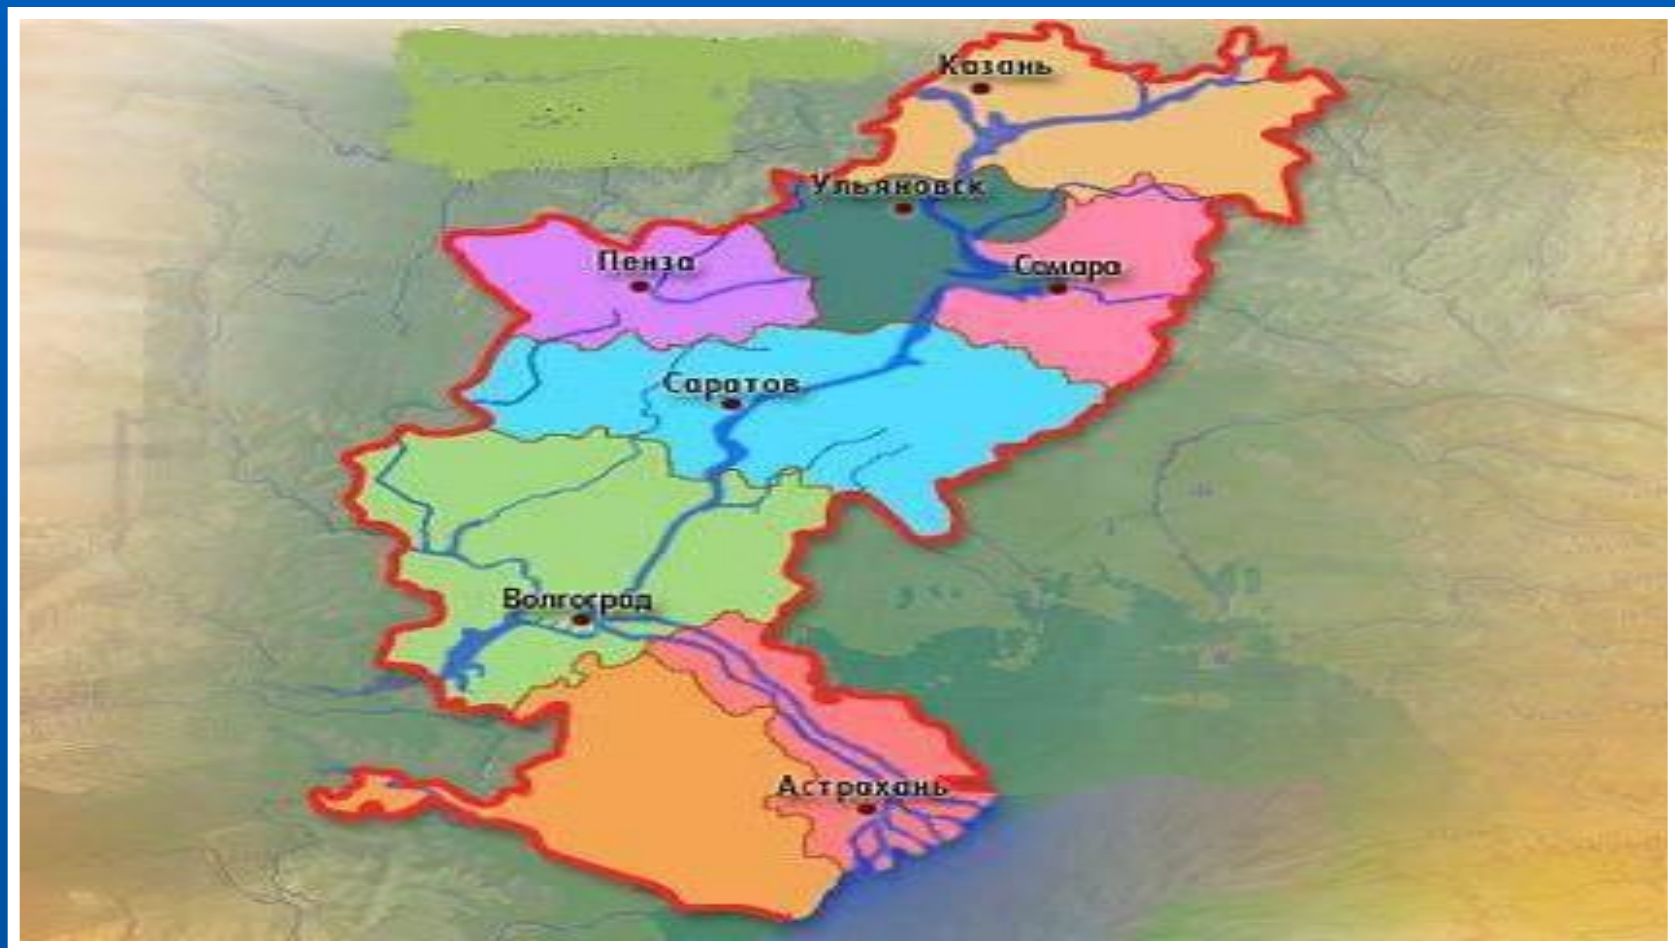 Казань
Ульяновск
Пенза
Самара
Саратов
Волгоград
Астрахань